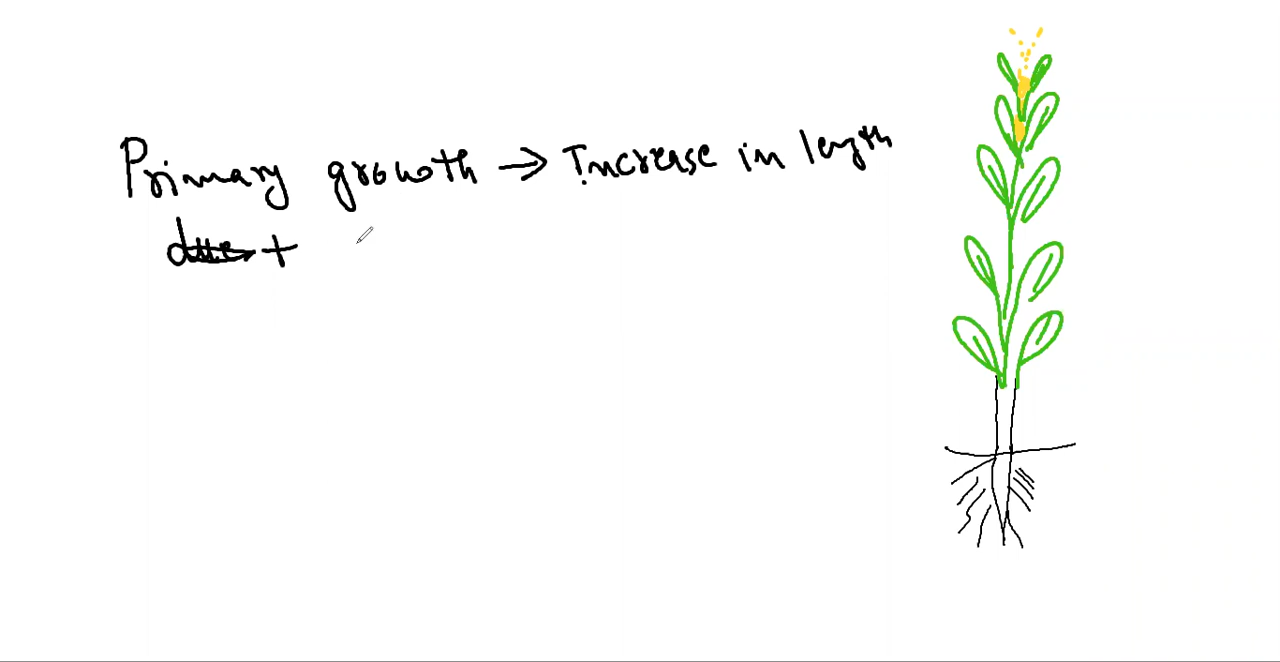 Primary growth → Increase in length
+